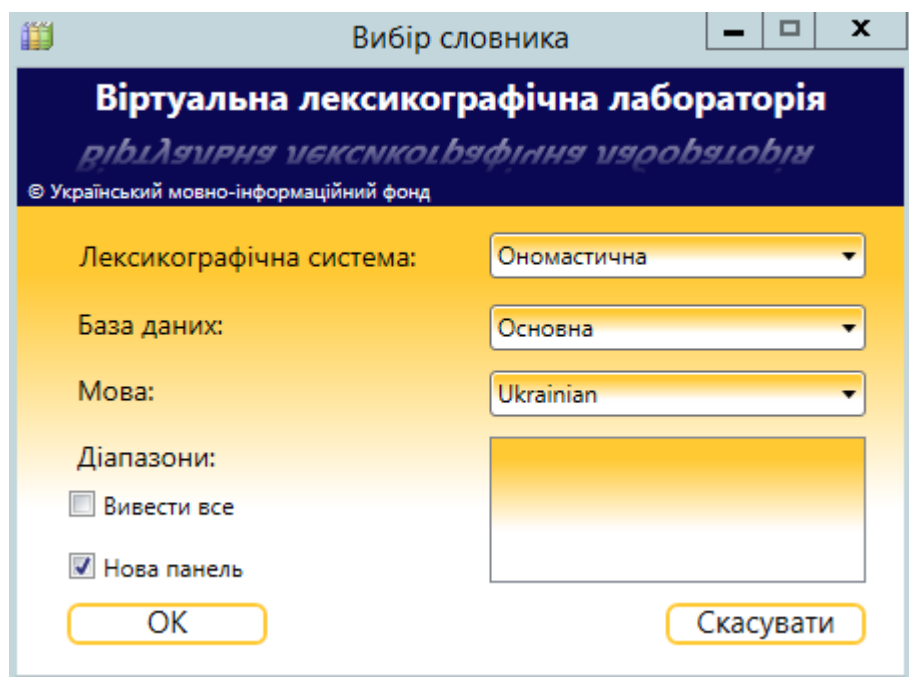 Вибір словника
Віртуальна лексикографічна лабораторія
© Український мовно-інформаційний фонд
Лексикографічна система: Ономастична
База даних: Основна
Мова: Ukrainian
Діапазони:
Вивести все
Нова панель
ОК Скасувати